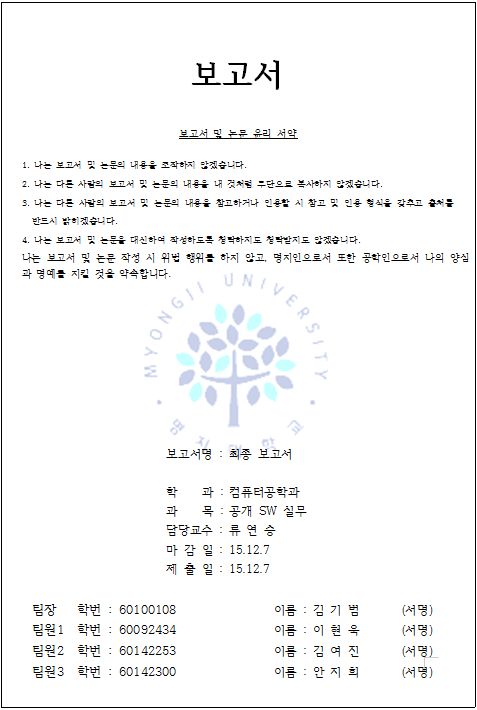 보고서
보고서 및 논문 윤리 서약
1. 나는 보고서 및 논문의 내용을 조작하지 않겠습니다.
2. 나는 다른 사람의 보고서 및 논문의 내용을 내 것처럼 무단으로 복사하지 않겠습니다.
3. 나는 다른 사람의 보고서 및 논문의 내용을 참고하거나 인용할 시 참고 및 인용 형식을 갖추고 출처를
반드시 밝히겠습니다.
4. 나는 보고서 및 논문을 대신하여 작성하도록 청탁하지도 청탁받지도 않겠습니다.
나는 보고서 및 논문 작성 시 위법 행위를 하지 않고, 명지인으로서 또한 공학인으로서 나의 양심
과 명예를 지킬 것을 약속합니다.
MYONGJI UNIVERSITY
명지대학교
보고서명 : 최종 보고서
학 과 : 컴퓨터공학과
과 목 : 공개 SW 실무
담당교수 : 류 연 승
마 감 일 : 15.12.7
제 출 일 : 15.12.7
팀장 학번 : 60100108 이름 : 김 기 범 (서명)
팀원1 학번 : 60092434 이름 : 이 현 욱 (서명)
팀원2 학번 : 60142253 이름 : 김 여 진 (서명)
팀원3 학번 : 60142300 이름 : 안 지 희 (서명)